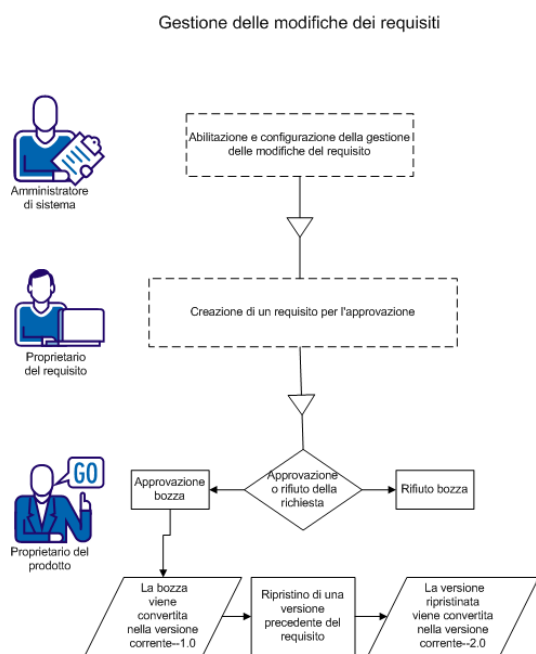 Gestione delle modifiche dei requisiti
Abilitazione e configurazione della gestione
delle modifiche del requisito
Amministratore
di sistema
Creazione di un requisito per l'approvazione
Proprietario
del requisito
GO
Proprietario del
prodotto
Approvazione
bozza
Approvazione
o rifiuto della
richiesta
Rifiuto bozza
La bozza
viene
convertita
nella versione
corrente--1.0
Ripristino di una
versione
precedente del
requisito
La versione
ripristinata
viene convertita
nella versione
corrente--2.0